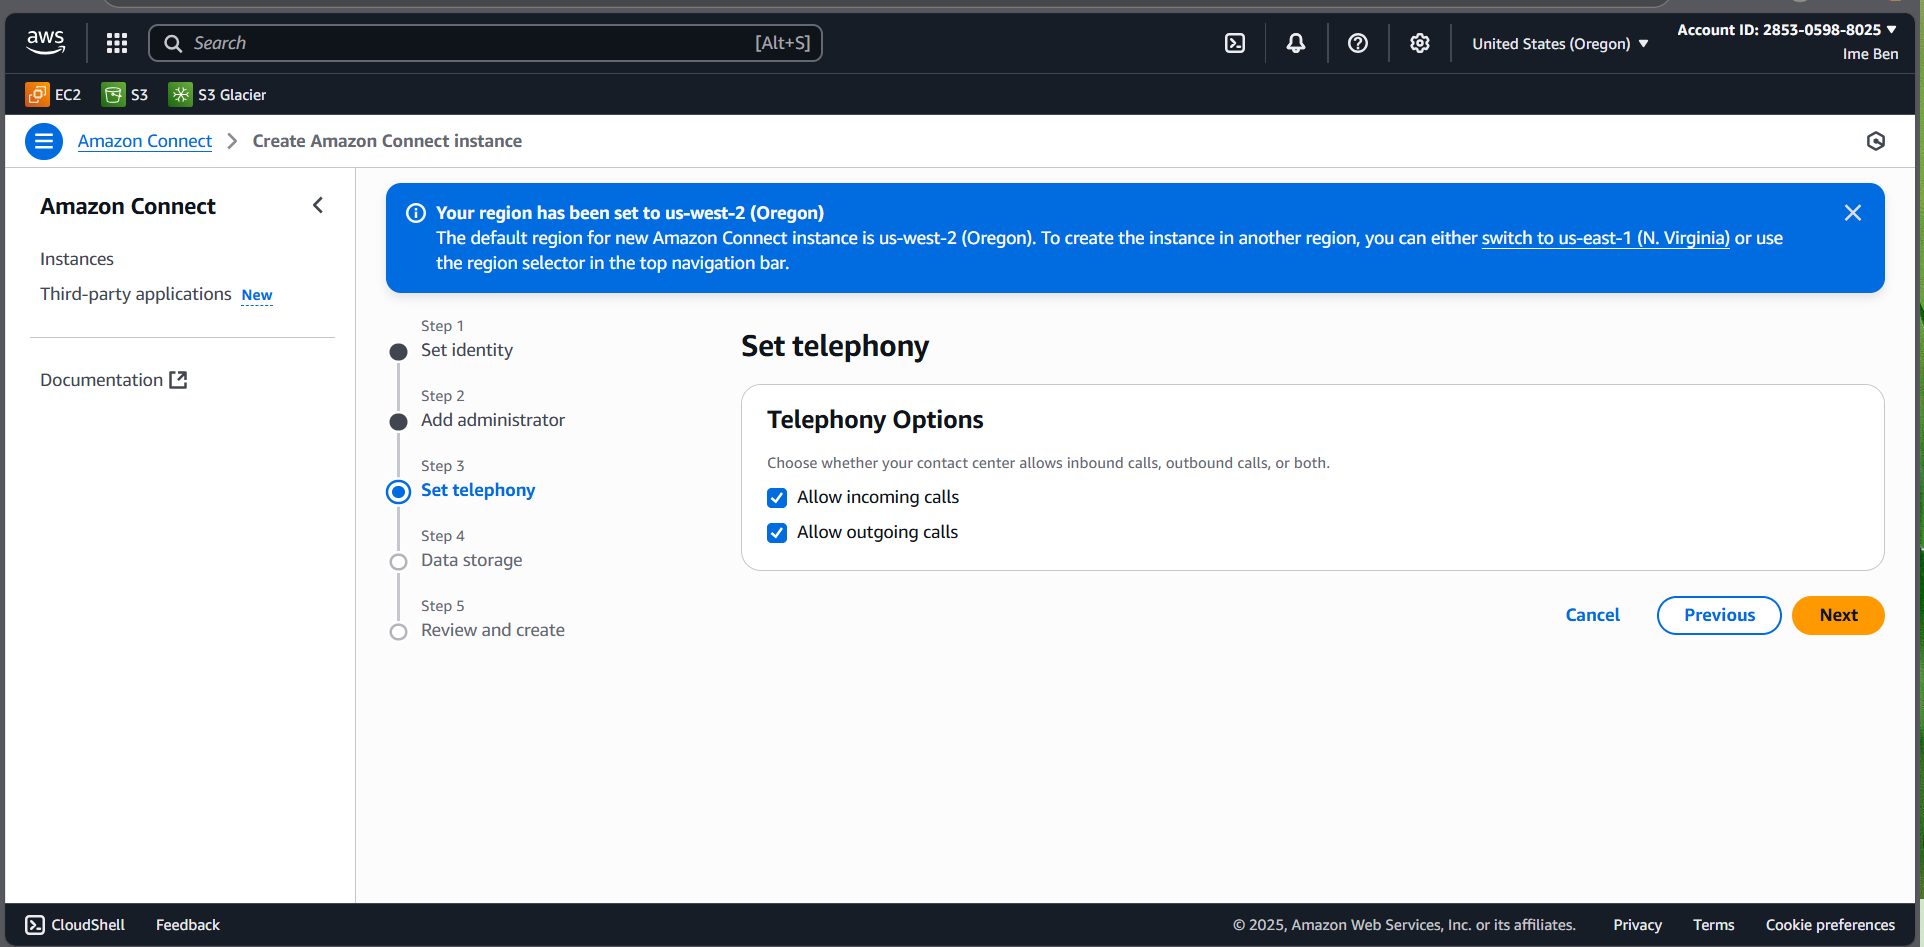 aws
Search
[Alt+S]
United States (Oregon)
Account ID: 2853-0598-8025
Ime Ben
EC2
S3
S3 Glacier
Amazon Connect
Create Amazon Connect instance
Amazon Connect
Instances
Third-party applications New
Documentation
Your region has been set to us-west-2 (Oregon)
The default region for new Amazon Connect instance is us-west-2 (Oregon). To create the instance in another region, you can either switch to us-east-1 (N. Virginia) or use
the region selector in the top navigation bar.
Step 1
Set identity
Step 2
Add administrator
Step 3
Set telephony
Step 4
Data storage
Step 5
Review and create
Set telephony
Telephony Options
Choose whether your contact center allows inbound calls, outbound calls, or both.
Allow incoming calls
Allow outgoing calls
Cancel
Previous
Next
CloudShell
Feedback
© 2025, Amazon Web Services, Inc. or its affiliates.
Privacy
Terms
Cookie preferences